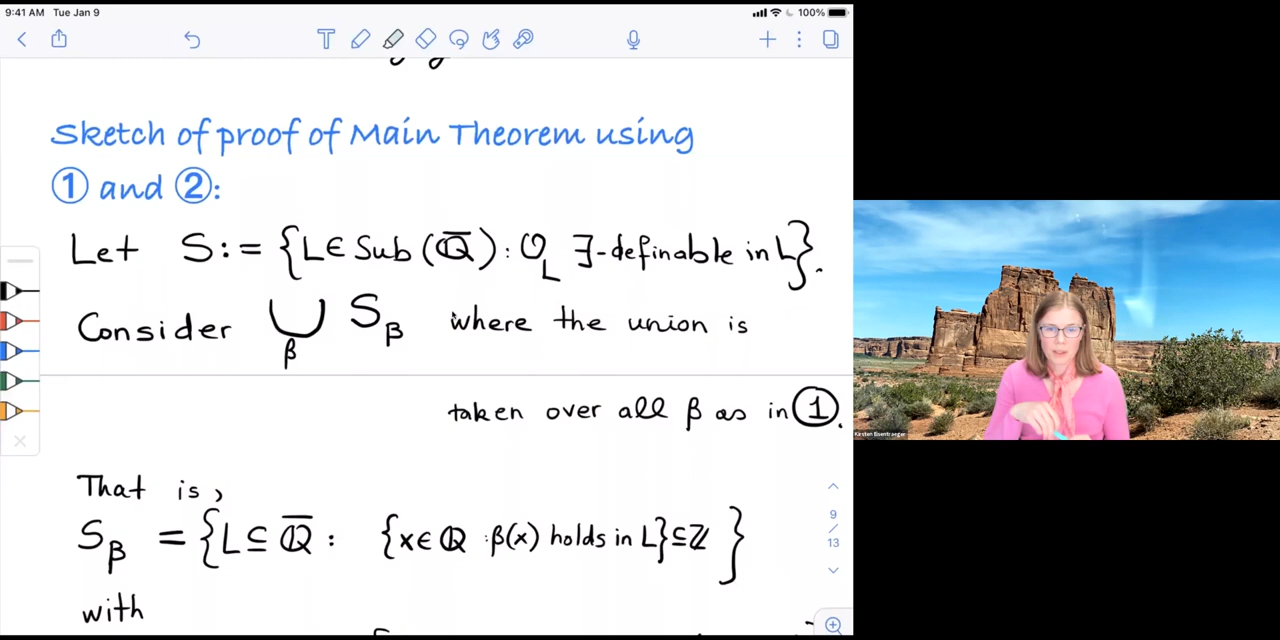 9:41 AM Tue Jan 9
100%
Sketch of proof of Main Theorem using
① and ②:
Let S := {L ∈ Sub(ℚ̅) : 𝒪_L ∃-definable in L}.
Consider ⋃_β S_β where the union is
taken over all β as in ①.
That is,
S_β = {L ⊆ ℚ̅ : {x ∈ ℚ : β(x) holds in L} ⊆ ℤ}
with
9
/
13
Kirsten Eisentraeger